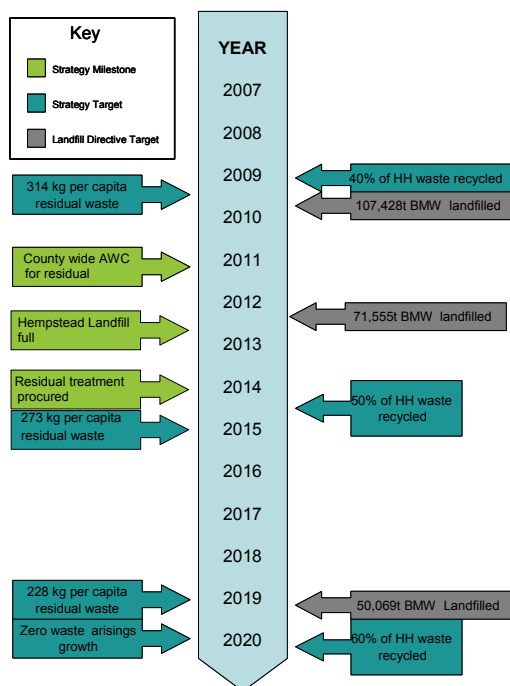 Key
Strategy Milestone
Strategy Target
Landfill Directive Target
YEAR
2007
2008
2009
2010
2011
2012
2013
2014
2015
2016
2017
2018
2019
2020
314 kg per capita
residual waste
County wide AWC
for residual
Hempstead Landfill
full
Residual treatment
procured
273 kg per capita
residual waste
228 kg per capita
residual waste
Zero waste arisings
growth
40% of HH waste recycled
107,428t BMW landfilled
71,555t BMW landfilled
50% of HH waste
recycled
50,069t BMW Landfilled
60% of HH waste
recycled